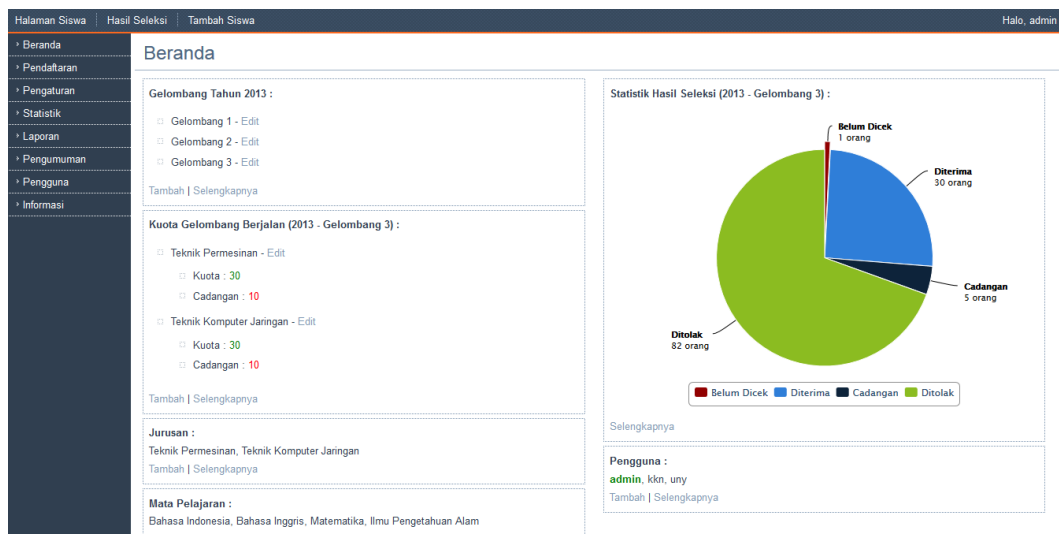 Halaman Siswa Hasil Seleksi Tambah Siswa Halo, admin
Beranda
Pendaftaran
Pengaturan
Statistik
Laporan
Pengumuman
Pengguna
Informasi
Beranda
Gelombang Tahun 2013 :
Gelombang 1 - Edit
Gelombang 2 - Edit
Gelombang 3 - Edit
Tambah | Selengkapnya
Kuota Gelombang Berjalan (2013 - Gelombang 3) :
Teknik Permesinan - Edit
Kuota : 30
Cadangan : 10
Teknik Komputer Jaringan - Edit
Kuota : 30
Cadangan : 10
Tambah | Selengkapnya
Jurusan :
Teknik Permesinan, Teknik Komputer Jaringan
Tambah | Selengkapnya
Mata Pelajaran :
Bahasa Indonesia, Bahasa Inggris, Matematika, Ilmu Pengetahuan Alam
Statistik Hasil Seleksi (2013 - Gelombang 3) :
Belum Dicek
1 orang
Diterima
30 orang
Cadangan
5 orang
Ditolak
82 orang
Belum Dicek Diterima Cadangan Ditolak
Selengkapnya
Pengguna :
admin, kkn, uny
Tambah | Selengkapnya